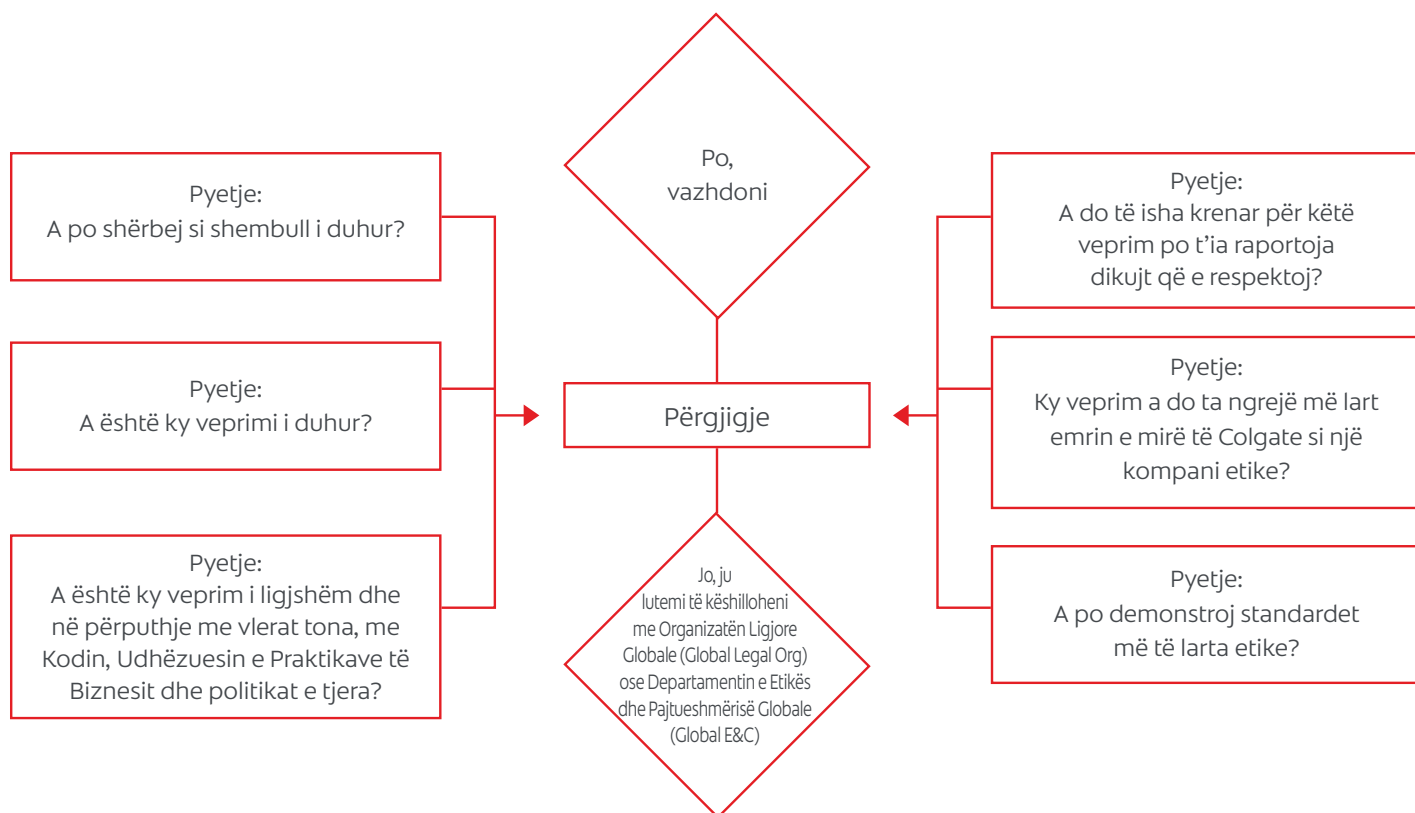 Pyetje:
A po shërbej si shembull i duhur?
Pyetje:
A është ky veprimi i duhur?
Pyetje:
A është ky veprim i ligjshëm dhe
në përputhje me vlerat tona, me
Kodin, Udhëzuesin e Praktikave të
Biznesit dhe politikat e tjera?
Po,
vazhdoni
Përgjigje
Jo, ju
lutemi të këshilloheni
me Organizatën Ligjore
Globale (Global Legal Org)
ose Departamentin e Etikës
dhe Pajtueshmërisë Globale
(Global E&C)
Pyetje:
A do të isha krenar për këtë
veprim po t’ia raportoja
dikujt që e respektoj?
Pyetje:
Ky veprim a do ta ngrejë më lart
emrin e mirë të Colgate si një
kompani etike?
Pyetje:
A po demonstroj standardet
më të larta etike?